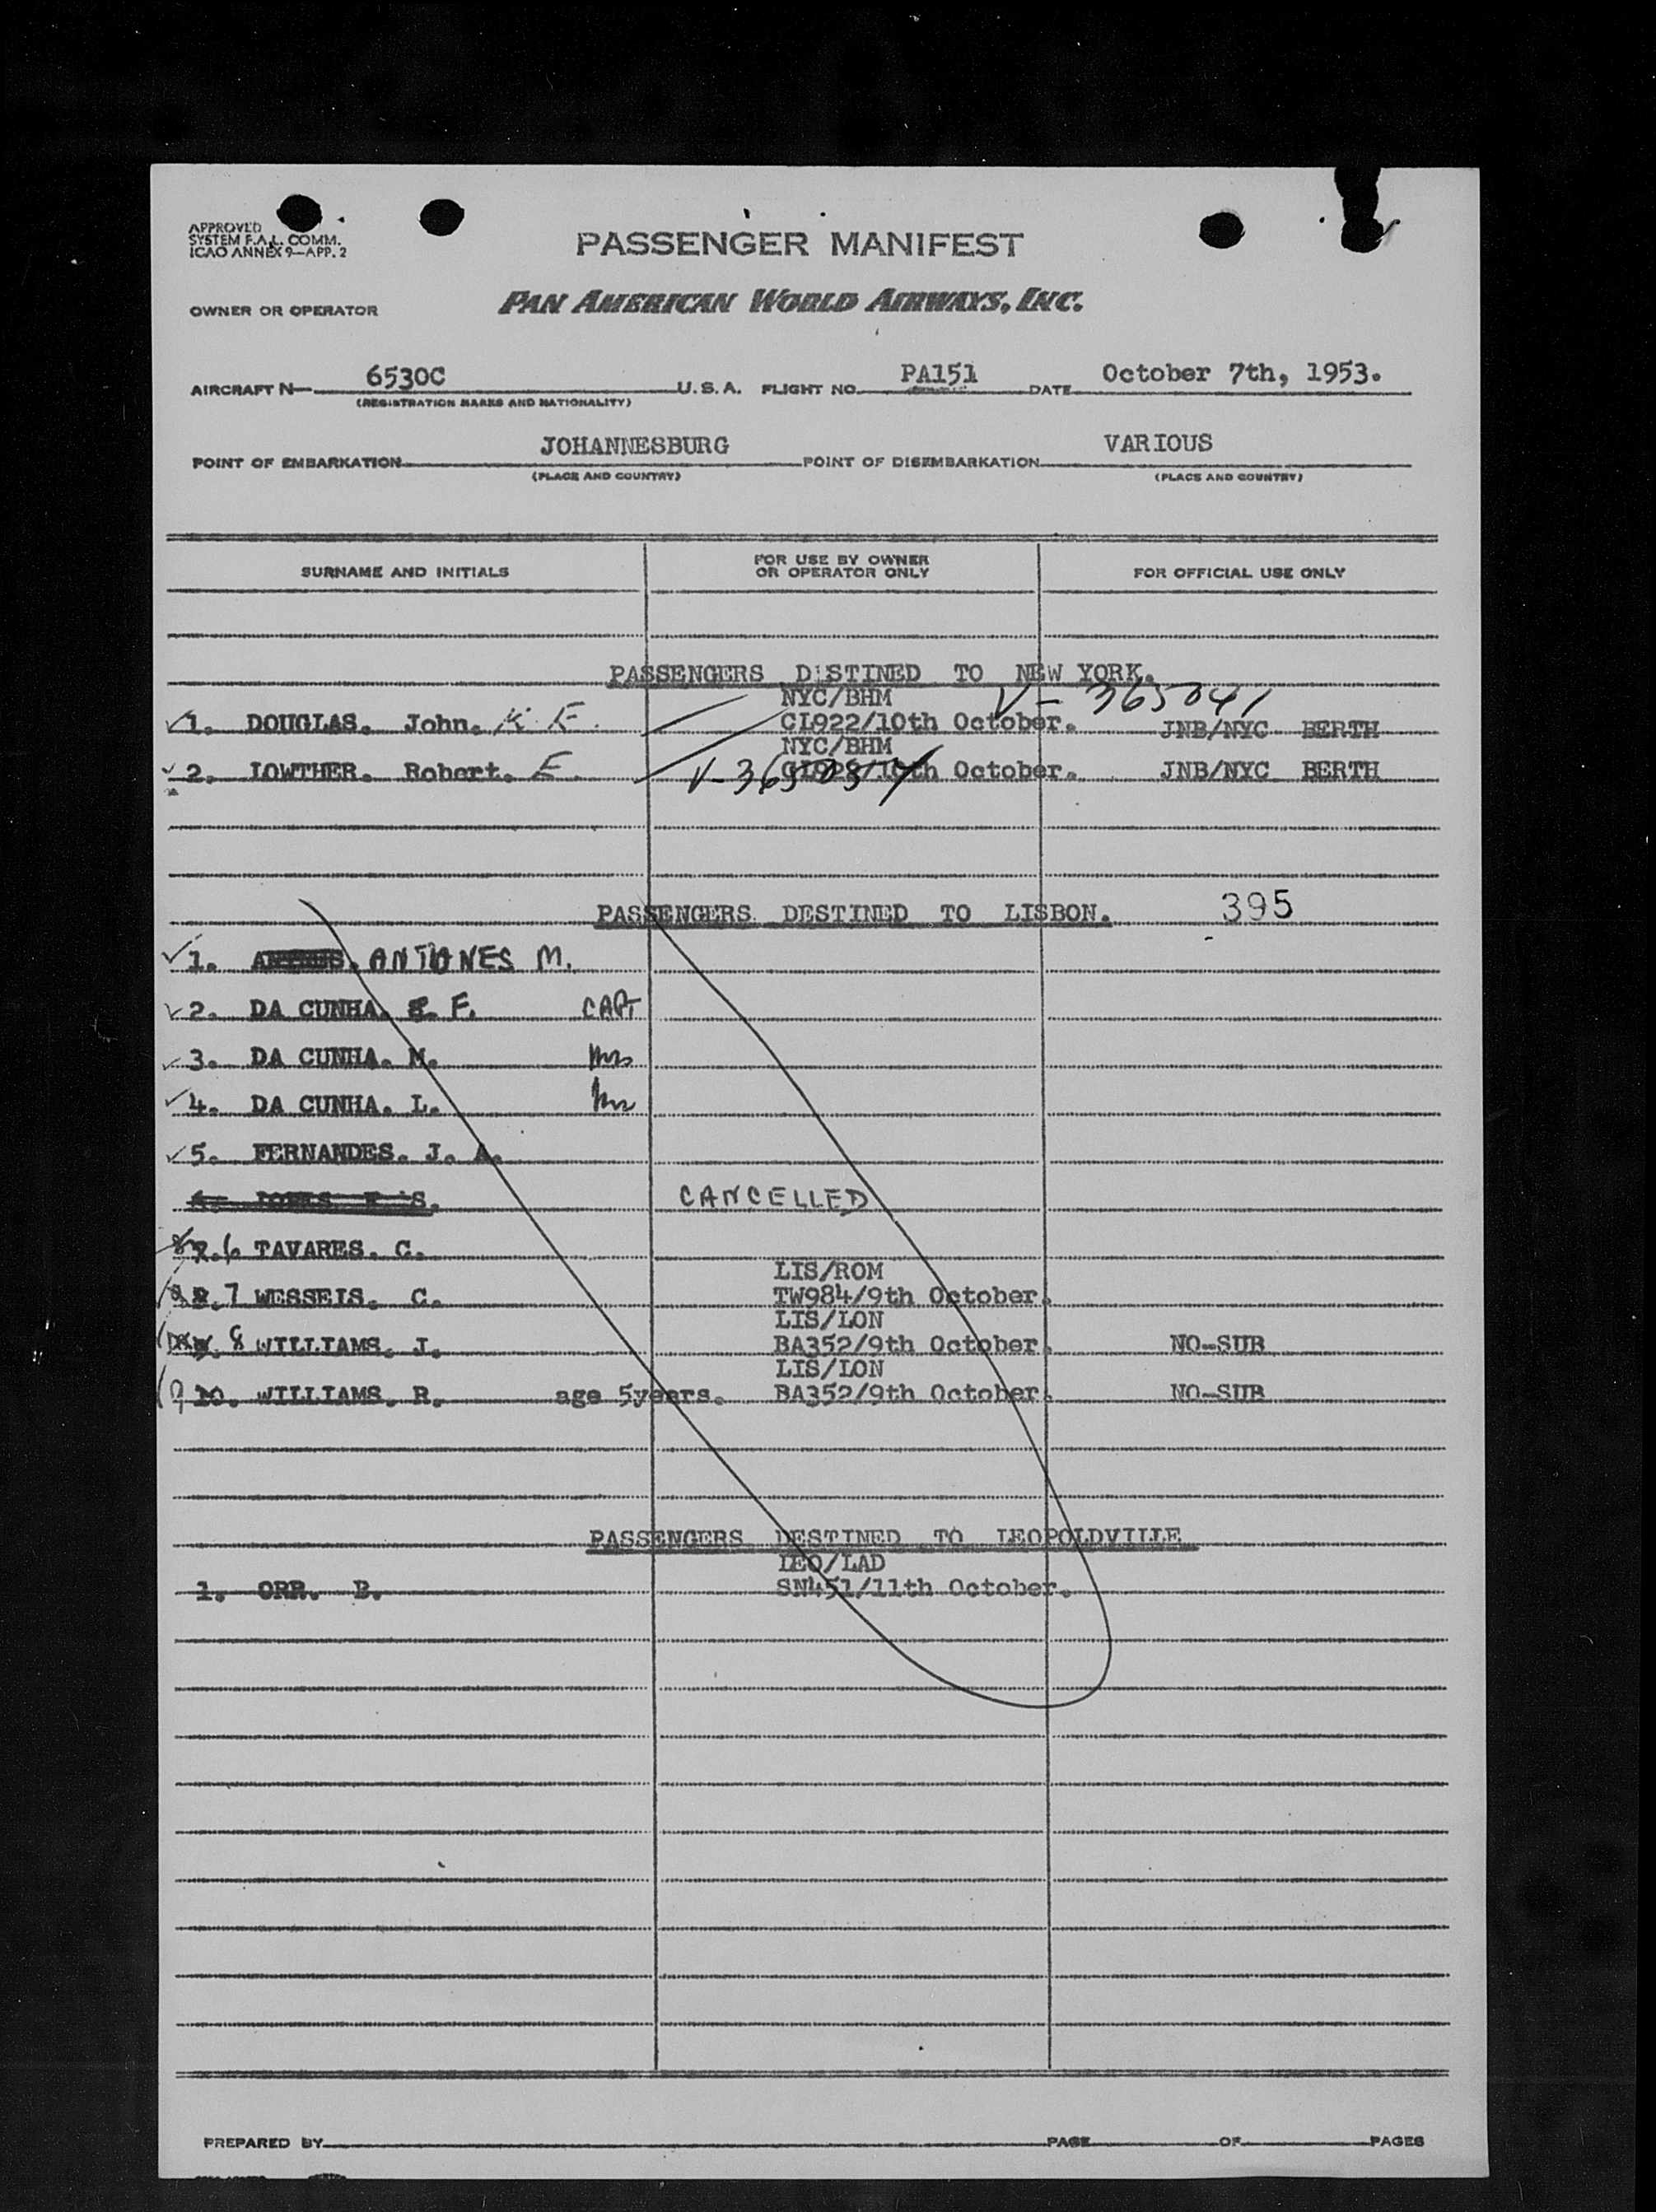 APPROVED
SYSTEM F.A.L. COMM.
ICAO ANNEX 9—APP. 2
PASSENGER MANIFEST
OWNER OR OPERATOR PAN AMERICAN WORLD AIRWAYS, INC.
AIRCRAFT N— 6530C U.S.A. FLIGHT NO. PA151 DATE October 7th, 1953.
(REGISTRATION MARKS AND NATIONALITY)
POINT OF EMBARKATION JOHANNESBURG POINT OF DISEMBARKATION VARIOUS
(PLACE AND COUNTRY) (PLACE AND COUNTRY)
SURNAME AND INITIALS FOR USE BY OWNER OR OPERATOR ONLY FOR OFFICIAL USE ONLY
PASSENGERS DESTINED TO NEW YORK.
NYC/BHM V-365041
1. DOUGLAS. John. K. E. CL922/10th October. JNB/NYC BERTH
NYC/BHM
2. LOWTHER. Robert. E. October. JNB/NYC BERTH
PASSENGERS DESTINED TO LISBON. 395
1. ANTUNES M.
2. DA CUNHA. F. CAPT
3. DA CUNHA. M. Mrs
4. DA CUNHA. L.
5. FERNANDES. J. A.
S. CANCELLED
6 TAVARES. C.
LIS/ROM
7 WESSELS. C. TW984/9th October.
LIS/LON
8 WILLIAMS. J. BA352/9th October. NO-SUB
LIS/LON
9 10. WILLIAMS. R. age 5years. BA352/9th October. NO-SUB
PASSENGERS DESTINED TO LEOPOLDVILLE
LEO/LAD
1. ORR. B. SN451/11th October.
PREPARED BY PAGE OF PAGES